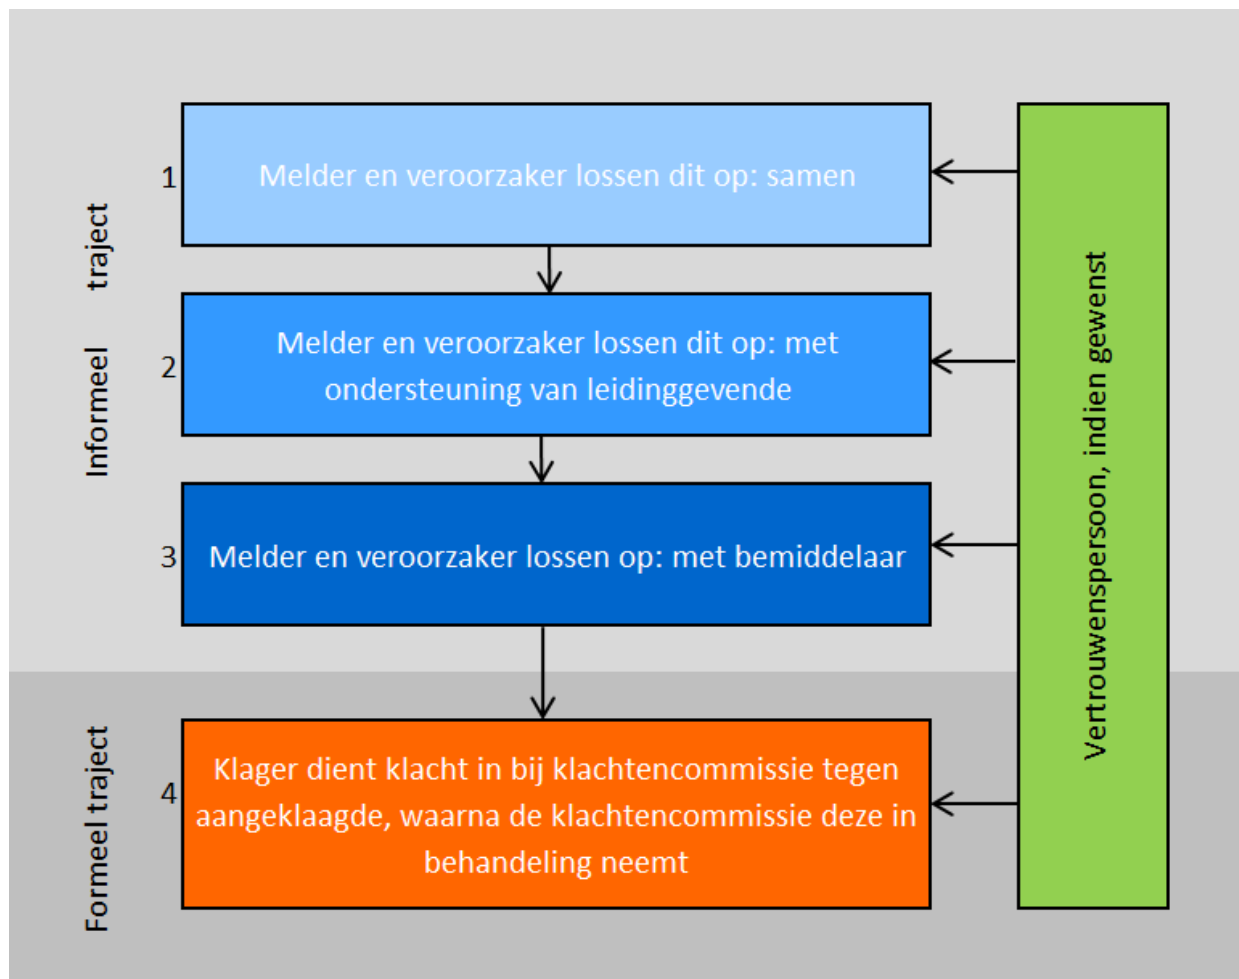 1
Melder en veroorzaker lossen dit op: samen
2
Melder en veroorzaker lossen dit op: met
ondersteuning van leidinggevende
3
Melder en veroorzaker lossen op: met bemiddelaar
Informeel traject
4
Klager dient klacht in bij klachtencommissie tegen
aangeklaagde, waarna de klachtencommissie deze in
behandeling neemt
Formeel traject
Vertrouwenspersoon, indien gewenst